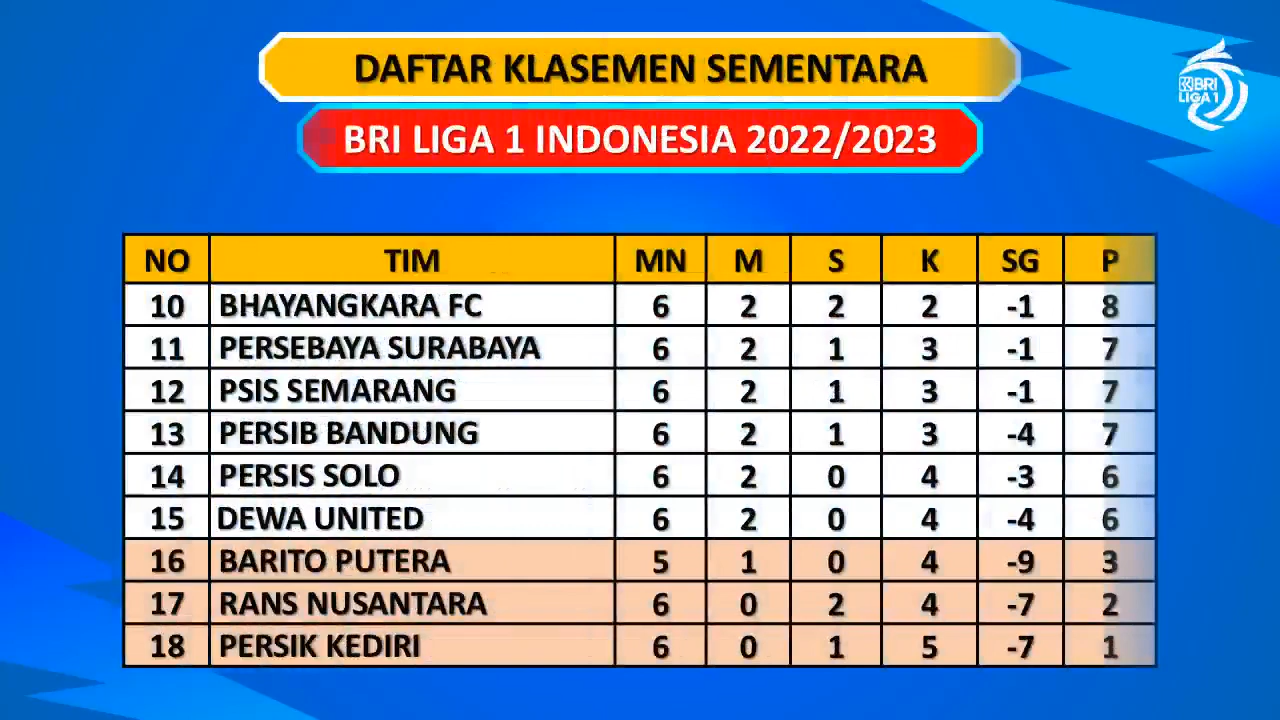 DAFTAR KLASEMEN SEMENTARA
BRI LIGA 1
BRI LIGA 1 INDONESIA 2022/2023
NO TIM MN M S K SG P
10 BHAYANGKARA FC 6 2 2 2 -1 8
11 PERSEBAYA SURABAYA 6 2 1 3 -1 7
12 PSIS SEMARANG 6 2 1 3 -1 7
13 PERSIB BANDUNG 6 2 1 3 -4 7
14 PERSIS SOLO 6 2 0 4 -3 6
15 DEWA UNITED 6 2 0 4 -4 6
16 BARITO PUTERA 5 1 0 4 -9 3
17 RANS NUSANTARA 6 0 2 4 -7 2
18 PERSIK KEDIRI 6 0 1 5 -7 1